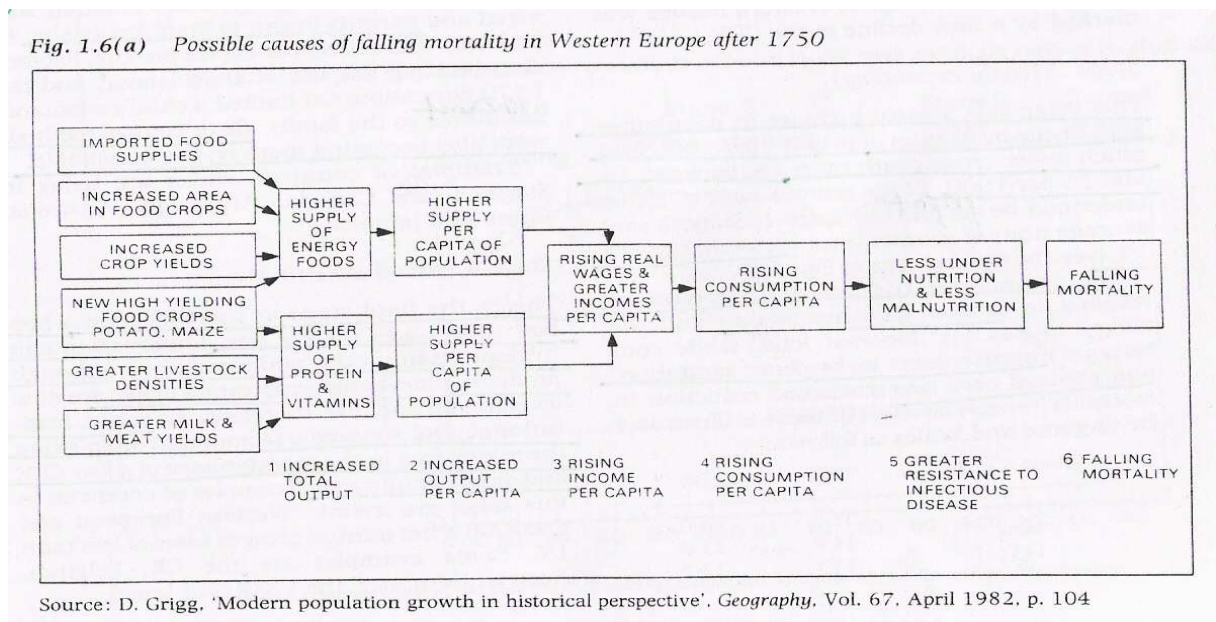 Fig. 1.6(a) Possible causes of falling mortality in Western Europe after 1750
IMPORTED FOOD
SUPPLIES
INCREASED AREA
IN FOOD CROPS
INCREASED
CROP YIELDS
NEW HIGH YIELDING
FOOD CROPS
POTATO, MAIZE
GREATER LIVESTOCK
DENSITIES
GREATER MILK &
MEAT YIELDS
HIGHER
SUPPLY
OF
ENERGY
FOODS
HIGHER
SUPPLY
OF
PROTEIN
&
VITAMINS
HIGHER
SUPPLY
PER
CAPITA OF
POPULATION
HIGHER
SUPPLY
PER
CAPITA
OF
POPULATION
RISING REAL
WAGES &
GREATER
INCOMES
PER CAPITA
RISING
CONSUMPTION
PER CAPITA
LESS UNDER
NUTRITION
& LESS
MALNUTRITION
FALLING
MORTALITY
1 INCREASED
TOTAL
OUTPUT
2 INCREASED
OUTPUT
PER CAPITA
3 RISING
INCOME
PER CAPITA
4 RISING
CONSUMPTION
PER CAPITA
5 GREATER
RESISTANCE TO
INFECTIOUS
DISEASE
6 FALLING
MORTALITY
Source: D. Grigg, 'Modern population growth in historical perspective', Geography, Vol. 67, April 1982, p. 104